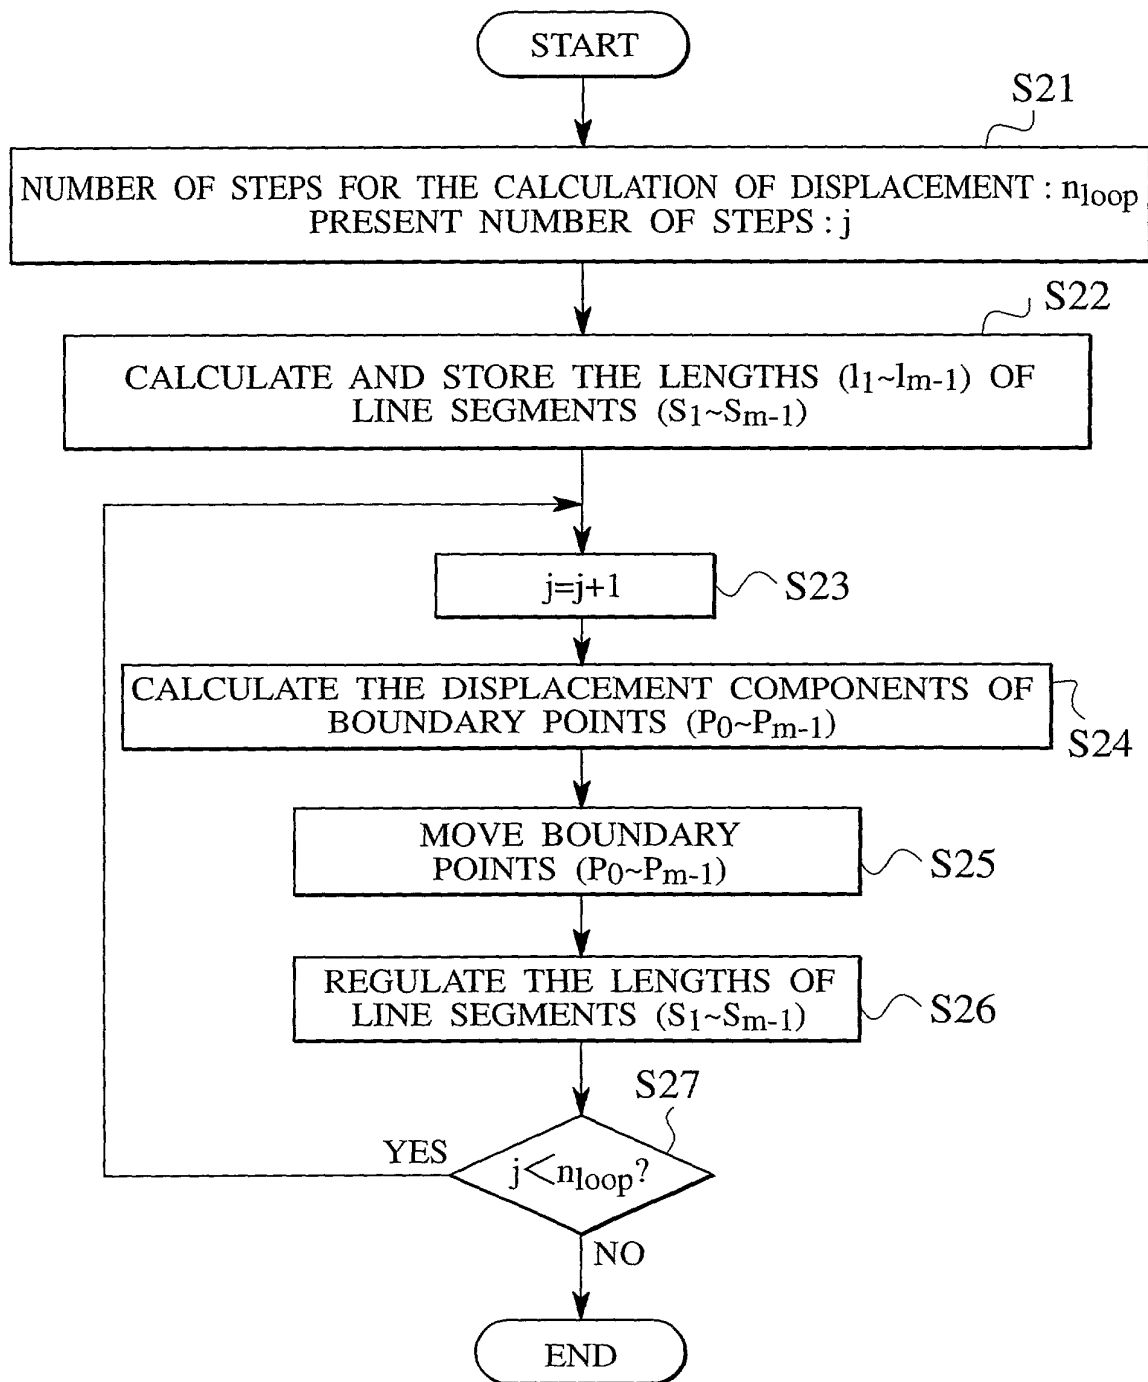 START
S21
NUMBER OF STEPS FOR THE CALCULATION OF DISPLACEMENT : nloop
PRESENT NUMBER OF STEPS : j
S22
CALCULATE AND STORE THE LENGTHS (l1~lm-1) OF
LINE SEGMENTS (S1~Sm-1)
j=j+1
S23
CALCULATE THE DISPLACEMENT COMPONENTS OF
BOUNDARY POINTS (P0~Pm-1)
S24
MOVE BOUNDARY
POINTS (P0~Pm-1)
S25
REGULATE THE LENGTHS OF
LINE SEGMENTS (S1~Sm-1)
S26
S27
YES
j<nloop?
NO
END